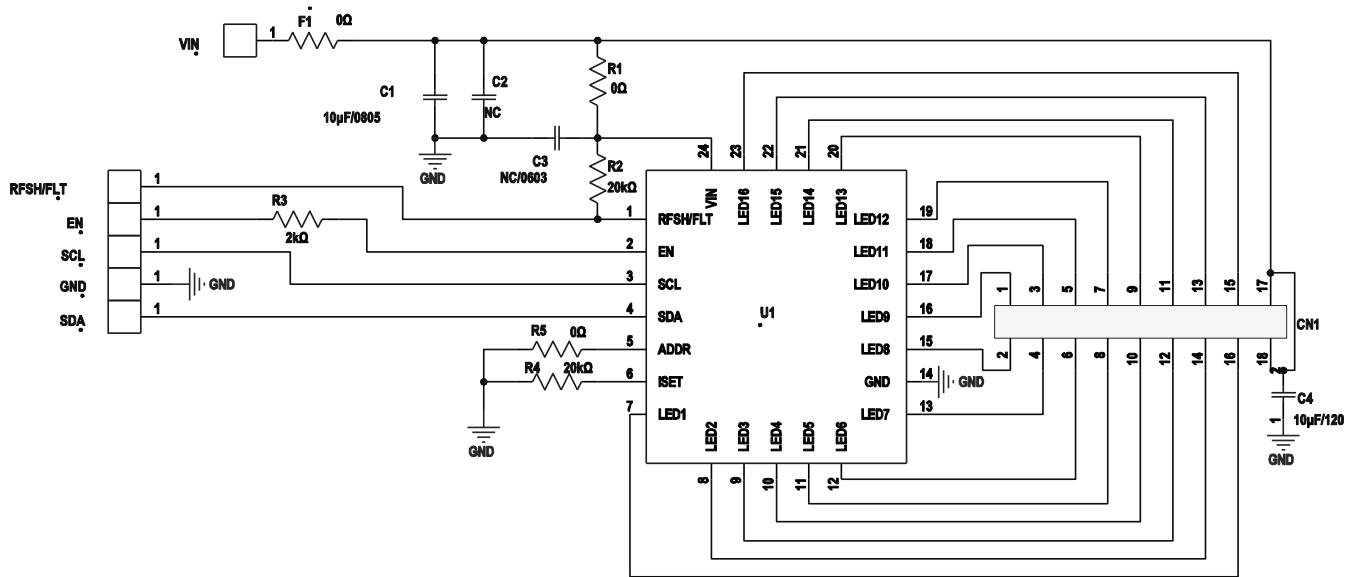 F1
0Ω
VIN
1
R1
0Ω
C1
10μF/0805
C2
NC
C3
NC/0603
GND
R2
20kΩ
RFSH/FLT
1
EN
1
R3
2kΩ
SCL
1
GND
1
GND
SDA
1
24
23
22
21
20
VIN
LED16
LED15
LED14
LED13
1
RFSH/FLT
2
EN
3
SCL
4
SDA
5
ADDR
6
ISET
7
LED1
R5
0Ω
R4
20kΩ
GND
U1
LED12
19
LED11
18
LED10
17
LED9
16
LED8
15
GND
14
GND
LED7
13
LED2
LED3
LED4
LED5
LED6
8
9
10
11
12
1
3
5
7
9
11
13
15
17
CN1
2
4
6
8
10
12
14
16
18
2
C4
10μF/120
1
GND